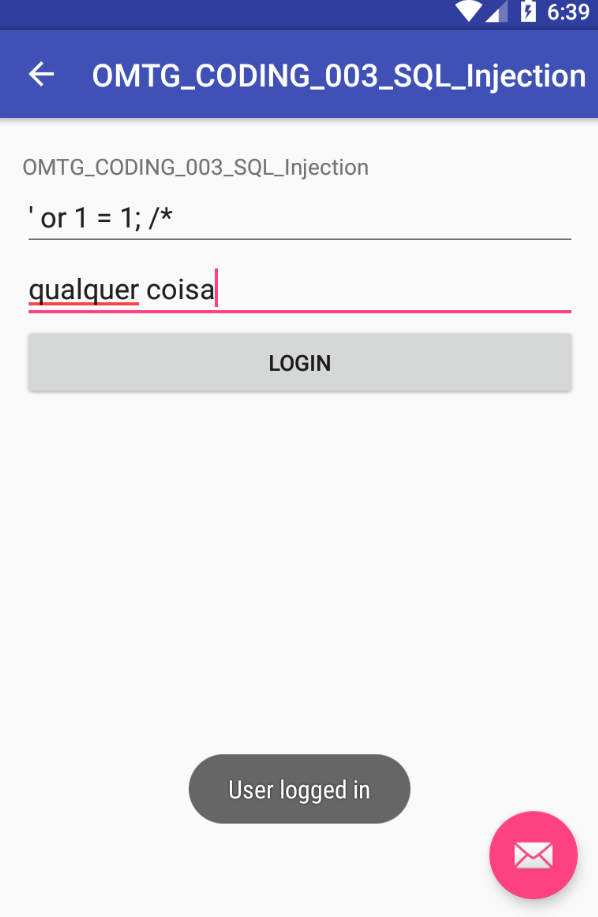 6:39
OMTG_CODING_003_SQL_Injection
OMTG_CODING_003_SQL_Injection
' or 1 = 1; /*
qualquer coisa
LOGIN
User logged in